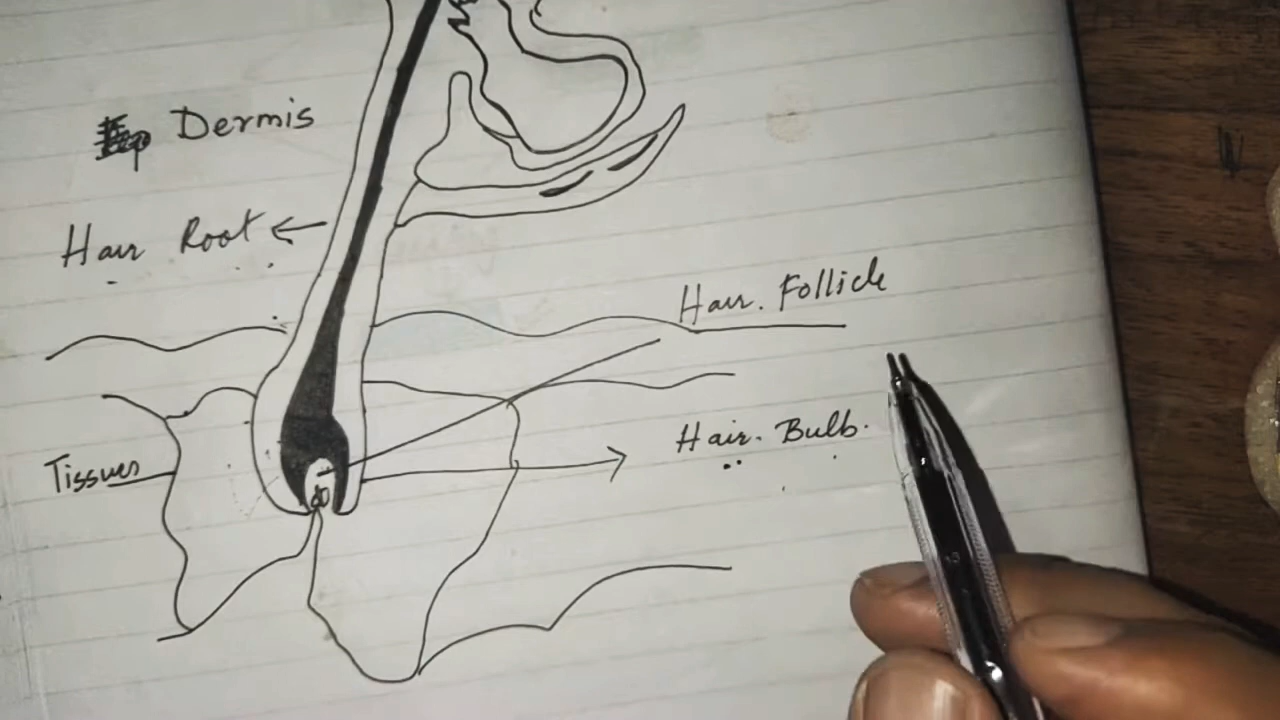 Dermis
Hair Root
Hair. Follicle
Hair. Bulb.
Tissues